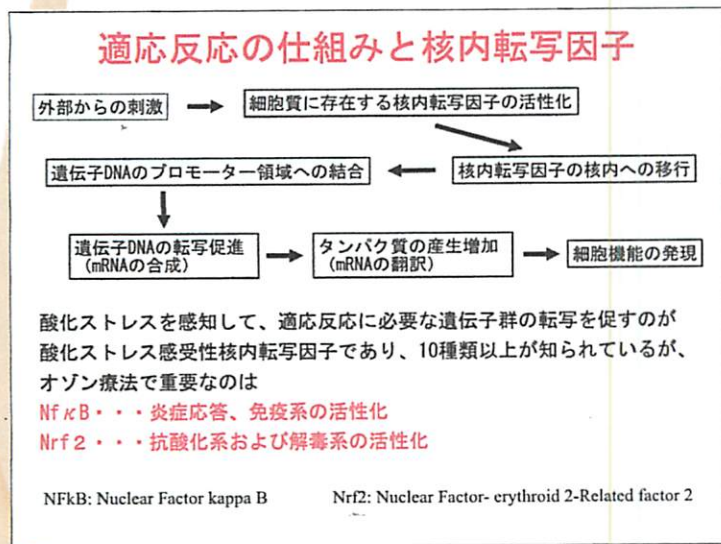 適応反応の仕組みと核内転写因子
外部からの刺激
細胞質に存在する核内転写因子の活性化
遺伝子DNAのプロモーター領域への結合
核内転写因子の核内への移行
遺伝子DNAの転写促進
(mRNAの合成)
タンパク質の産生増加
(mRNAの翻訳)
細胞機能の発現
酸化ストレスを感知して、適応反応に必要な遺伝子群の転写を促すのが
酸化ストレス感受性核内転写因子であり、10種類以上が知られているが、
オゾン療法で重要なのは
NfκB・・・炎症応答、免疫系の活性化
Nrf２・・・抗酸化系および解毒系の活性化
NFkB: Nuclear Factor kappa B
Nrf2: Nuclear Factor- erythroid 2-Related factor 2